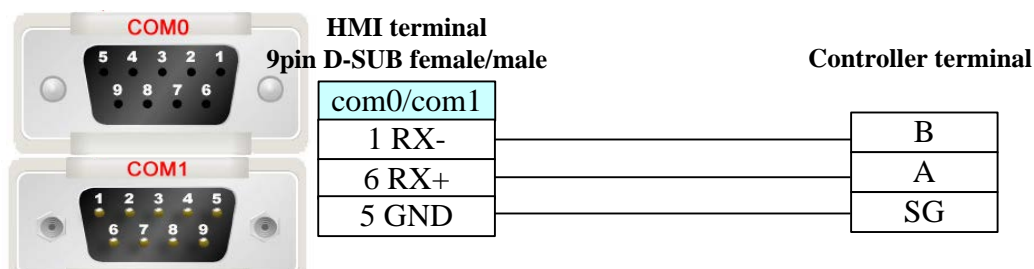 COM0
5 4 3 2 1
9 8 7 6
COM1
1 2 3 4 5
6 7 8 9
HMI terminal
9pin D-SUB female/male
com0/com1
1 RX-
6 RX+
5 GND
Controller terminal
B
A
SG